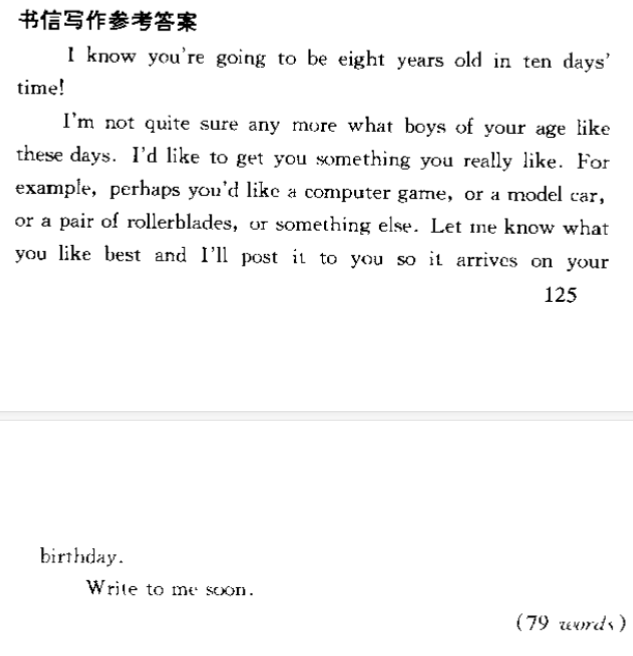 书信写作参考答案
I know you're going to be eight years old in ten days'
time!
I'm not quite sure any more what boys of your age like
these days. I'd like to get you something you really like. For
example, perhaps you'd like a computer game, or a model car,
or a pair of rollerblades, or something else. Let me know what
you like best and I'll post it to you so it arrives on your
125
birthday.
Write to me soon.
(79 words)